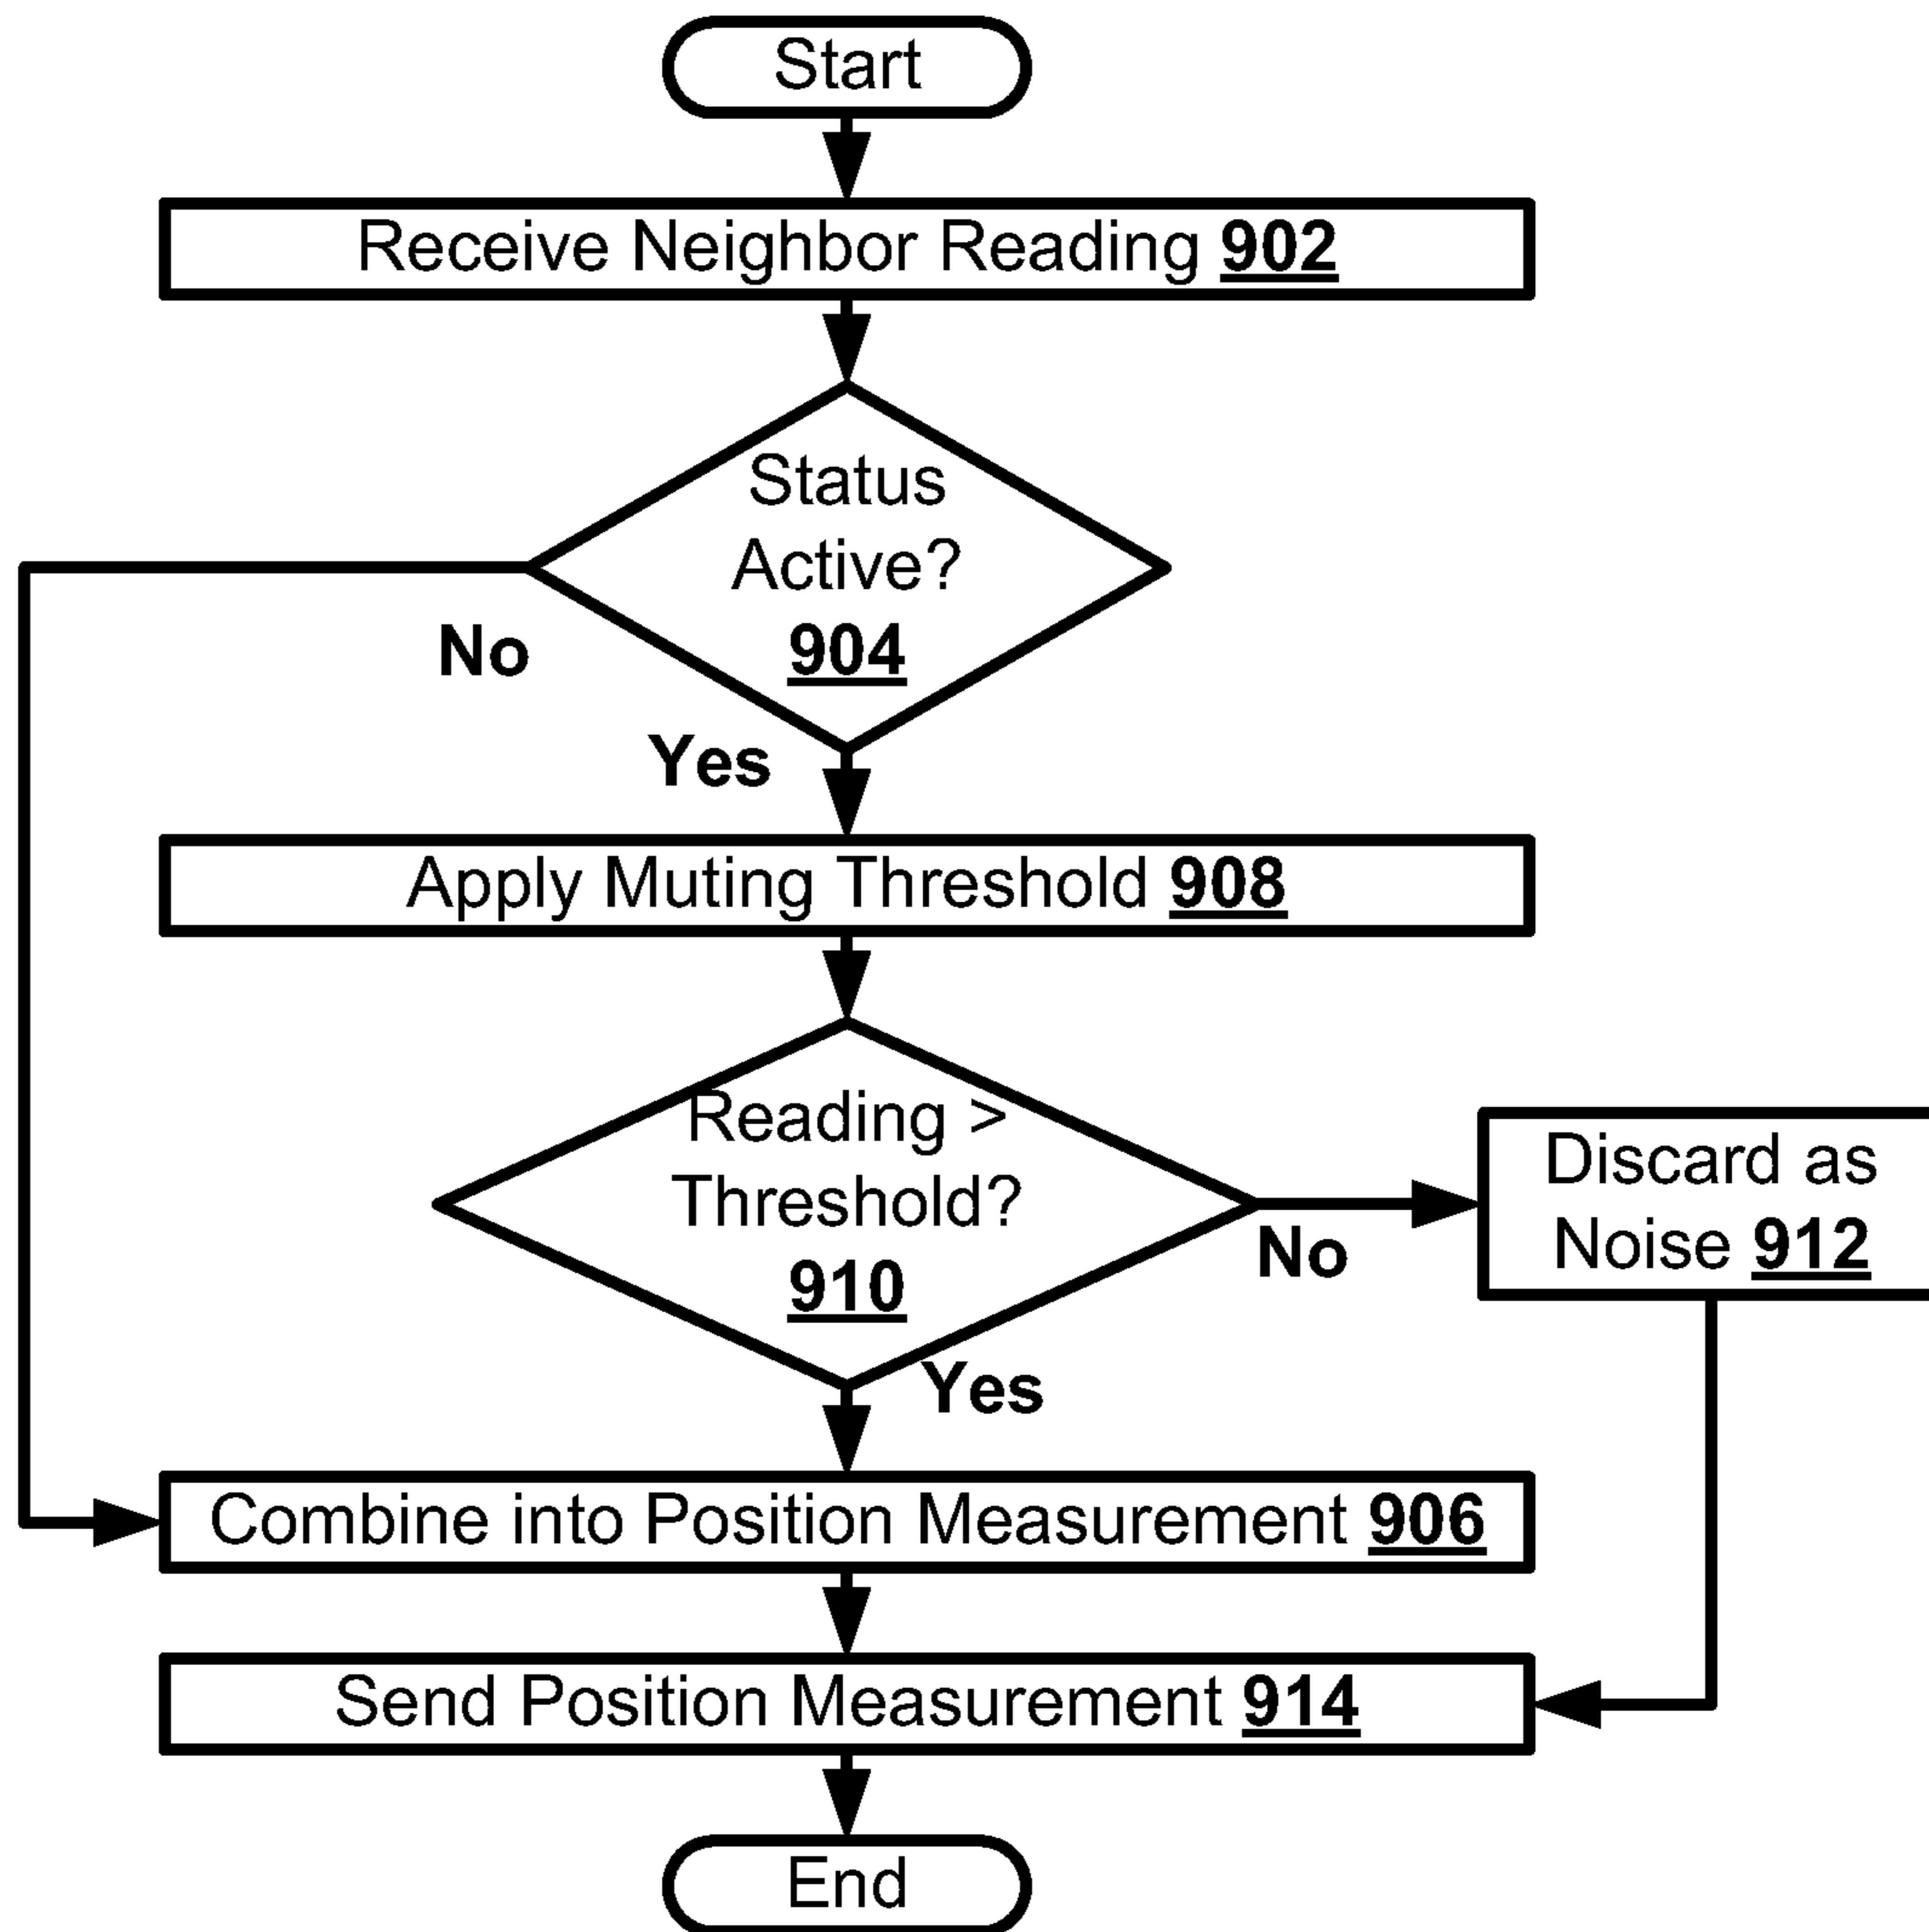 Start
Receive Neighbor Reading 902
Status
Active?
904
No
Yes
Apply Muting Threshold 908
Reading >
Threshold?
910
No
Discard as
Noise 912
Yes
Combine into Position Measurement 906
Send Position Measurement 914
End